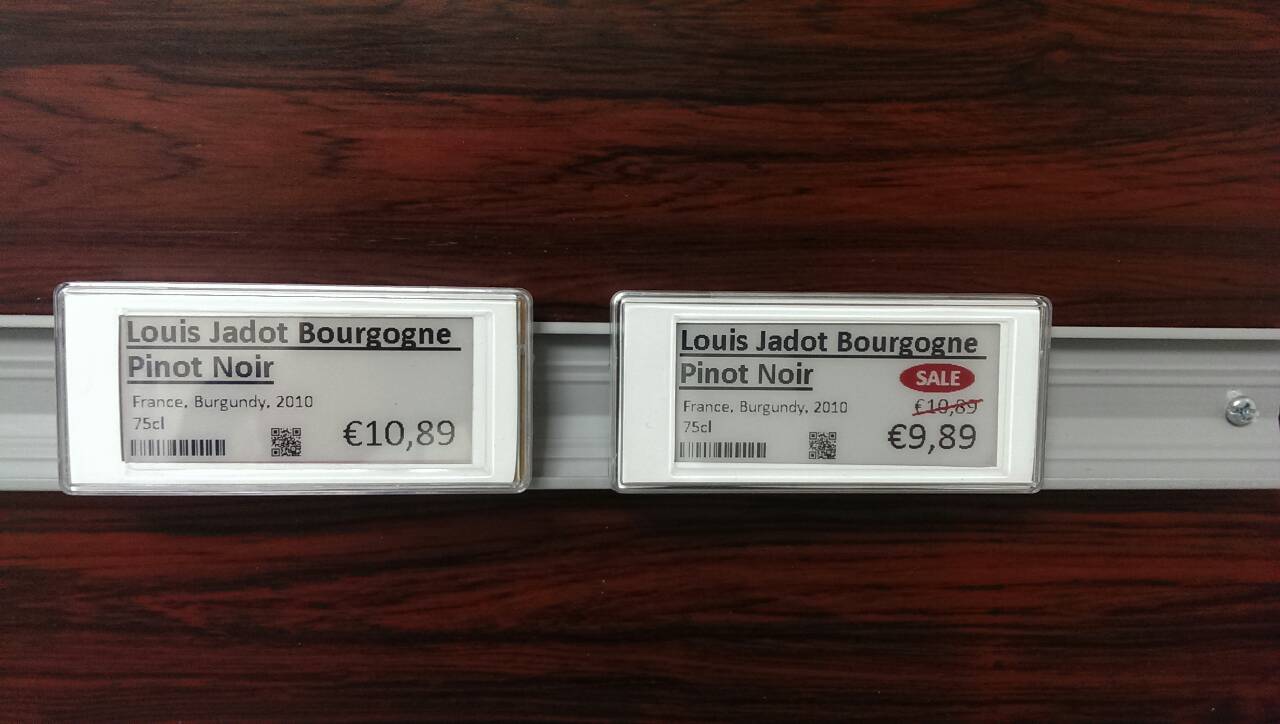 Louis Jadot Bourgogne
Pinot Noir
France, Burgundy, 2010
75cl
€10,89
Louis Jadot Bourgogne
Pinot Noir
SALE
France, Burgundy, 2010
€10,89
75cl
€9,89